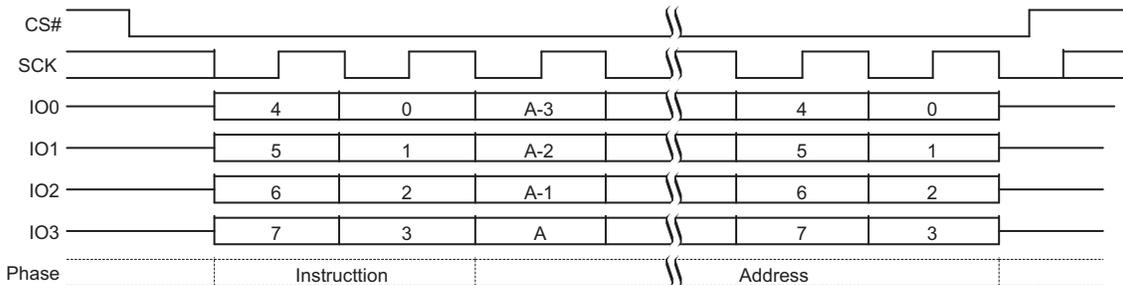 CS#
SCK
IO0 4 0 A-3 4 0
IO1 5 1 A-2 5 1
IO2 6 2 A-1 6 2
IO3 7 3 A 7 3
Phase Instructtion Address